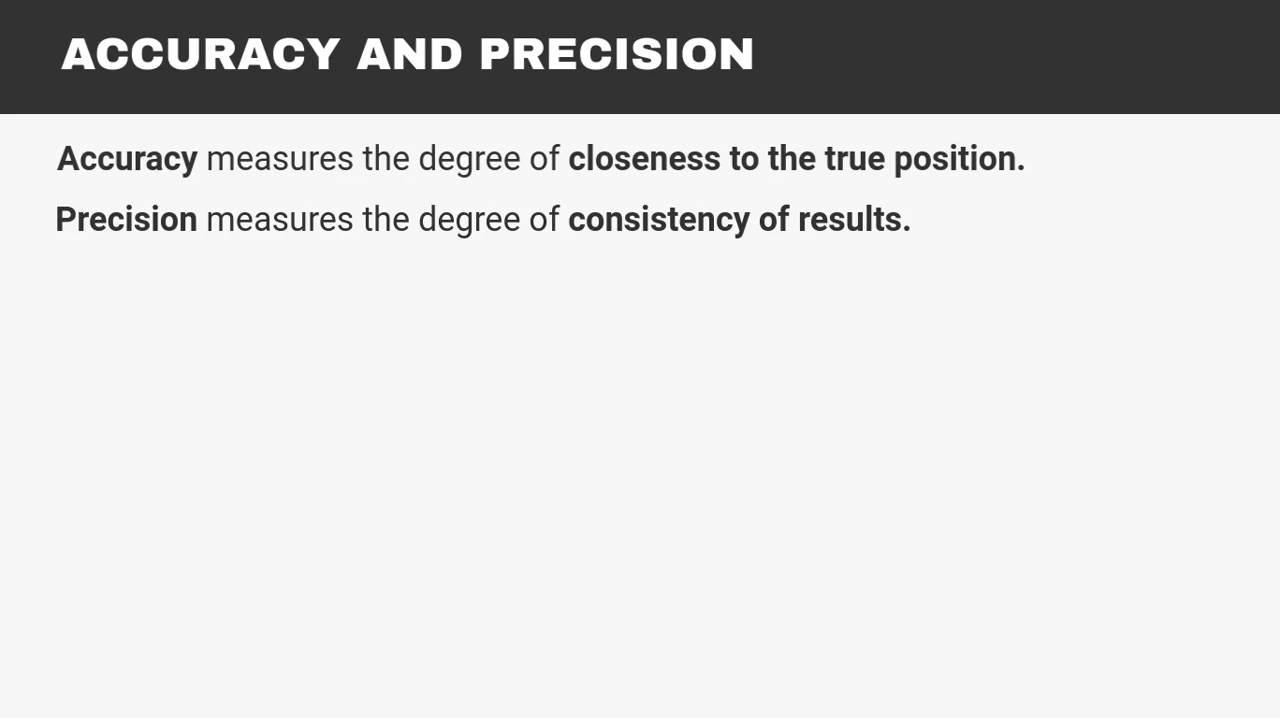 ACCURACY AND PRECISION
Accuracy measures the degree of closeness to the true position.
Precision measures the degree of consistency of results.